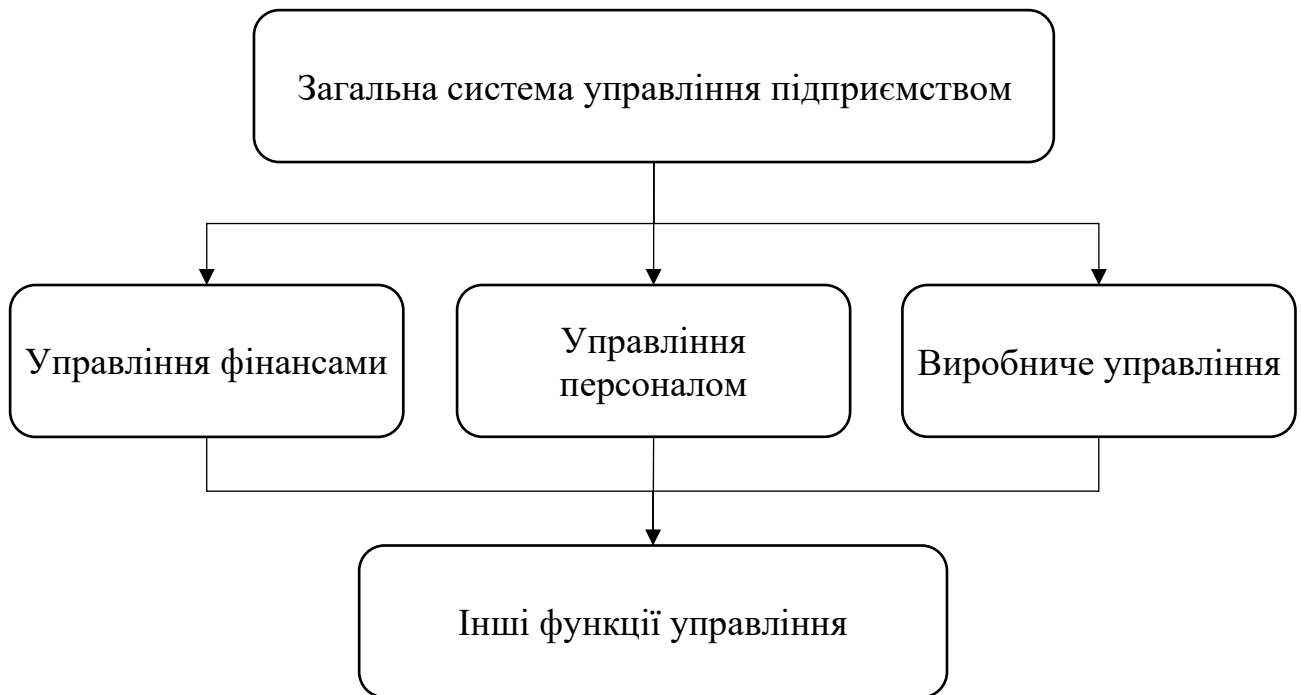 Загальна система управління підприємством
Управління фінансами
Управління
персоналом
Виробниче управління
Інші функції управління